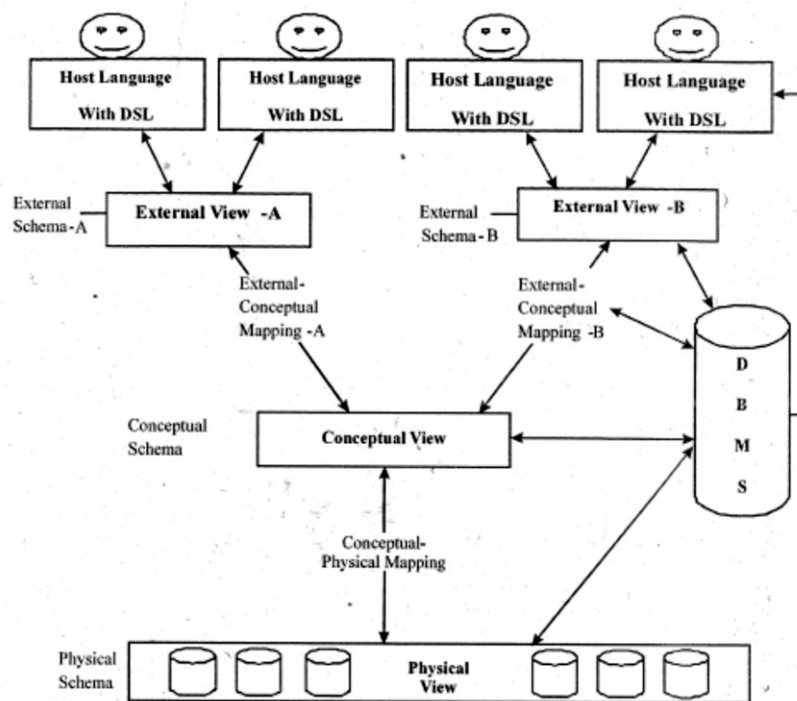 Host Language
With DSL
Host Language
With DSL
Host Language
With DSL
Host Language
With DSL
External
Schema-A
External View -A
External
Schema-B
External View -B
External-
Conceptual
Mapping -A
External-
Conceptual
Mapping -B
D
B
M
S
Conceptual
Schema
Conceptual View
Conceptual-
Physical Mapping
Physical
Schema
Physical
View